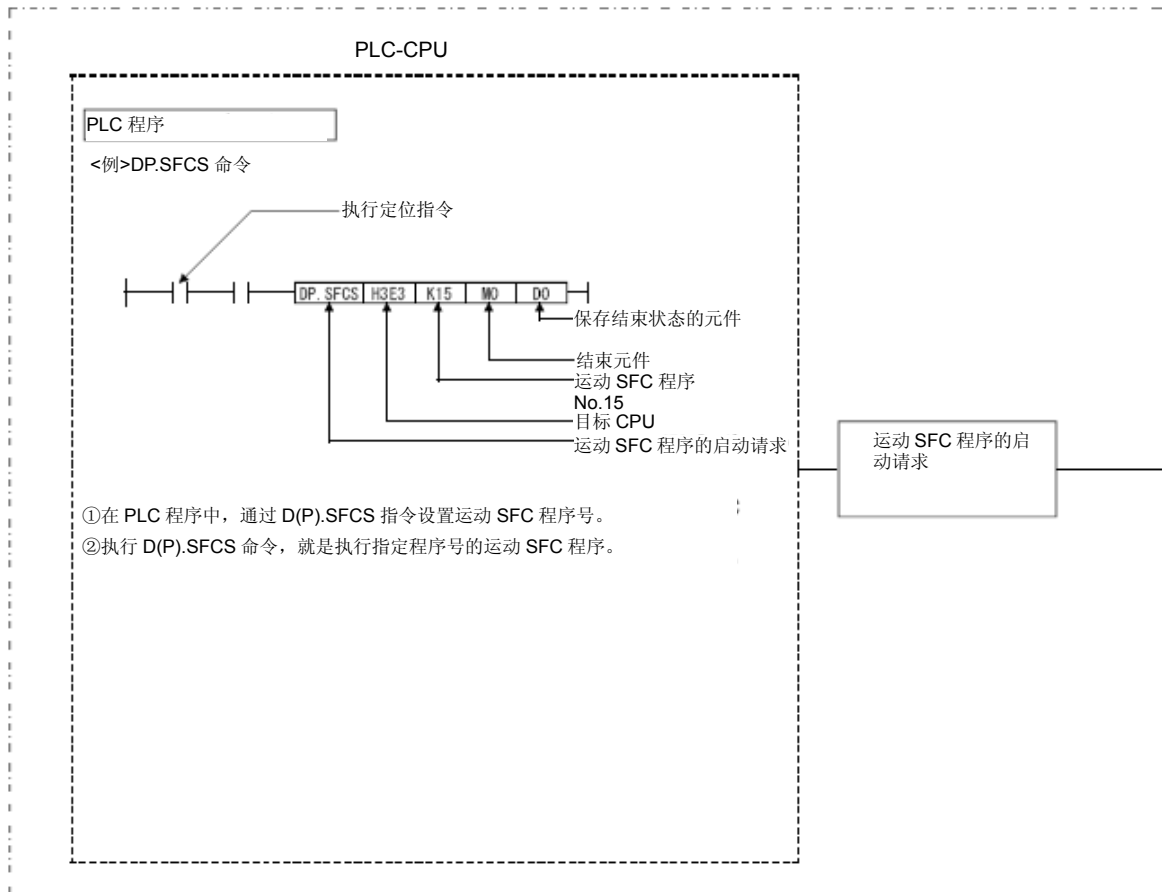 PLC-CPU
PLC 程序
<例>DP.SFCS 命令
执行定位指令
DP. SFCS H3E3 K15 M0 D0
保存结束状态的元件
结束元件
运动 SFC 程序
No.15
目标 CPU
运动 SFC 程序的启动请求
运动 SFC 程序的启
动请求
①在 PLC 程序中，通过 D(P).SFCS 指令设置运动 SFC 程序号。
②执行 D(P).SFCS 命令，就是执行指定程序号的运动 SFC 程序。